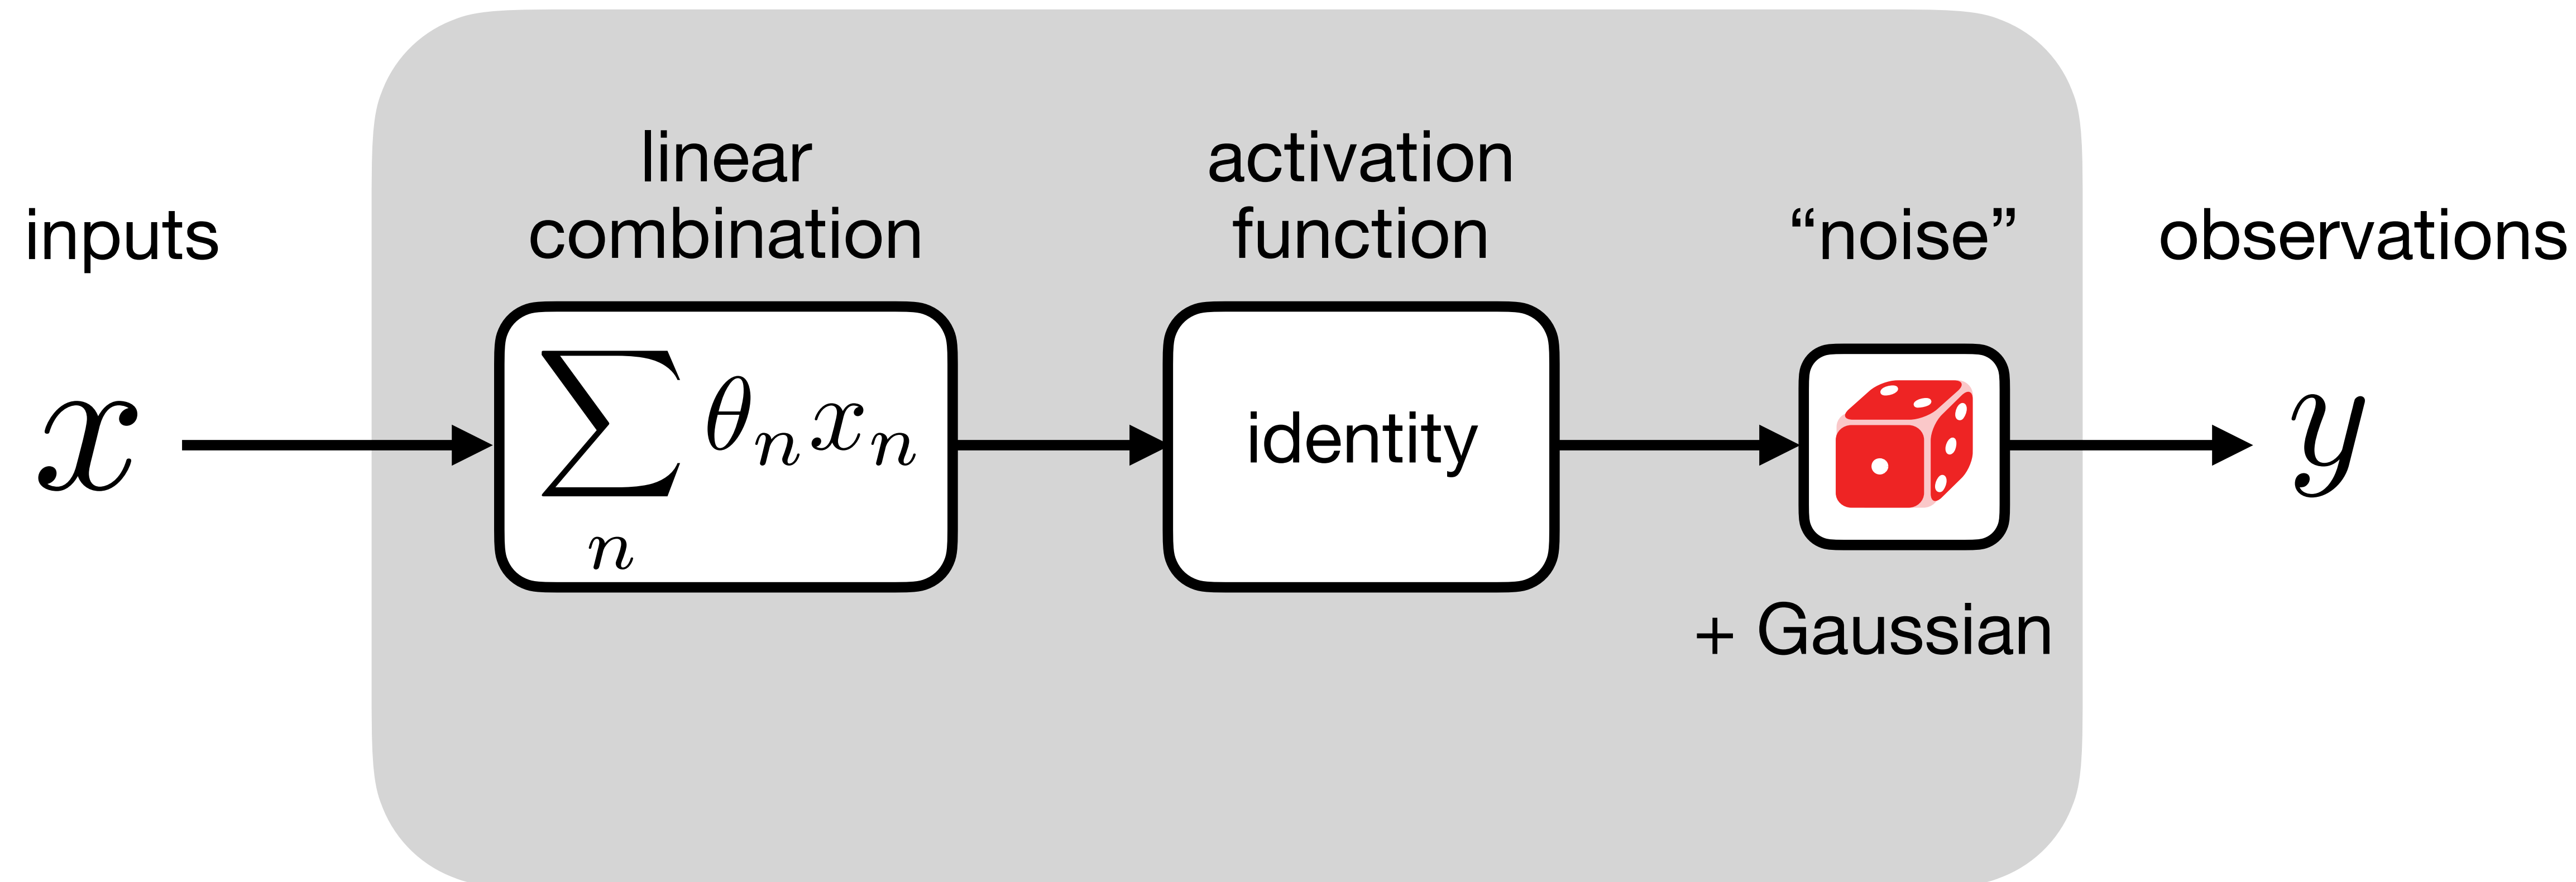 inputs
linear
combination
activation
function
“noise”
observations
x
∑ θₙxₙ
n
identity
y
+ Gaussian